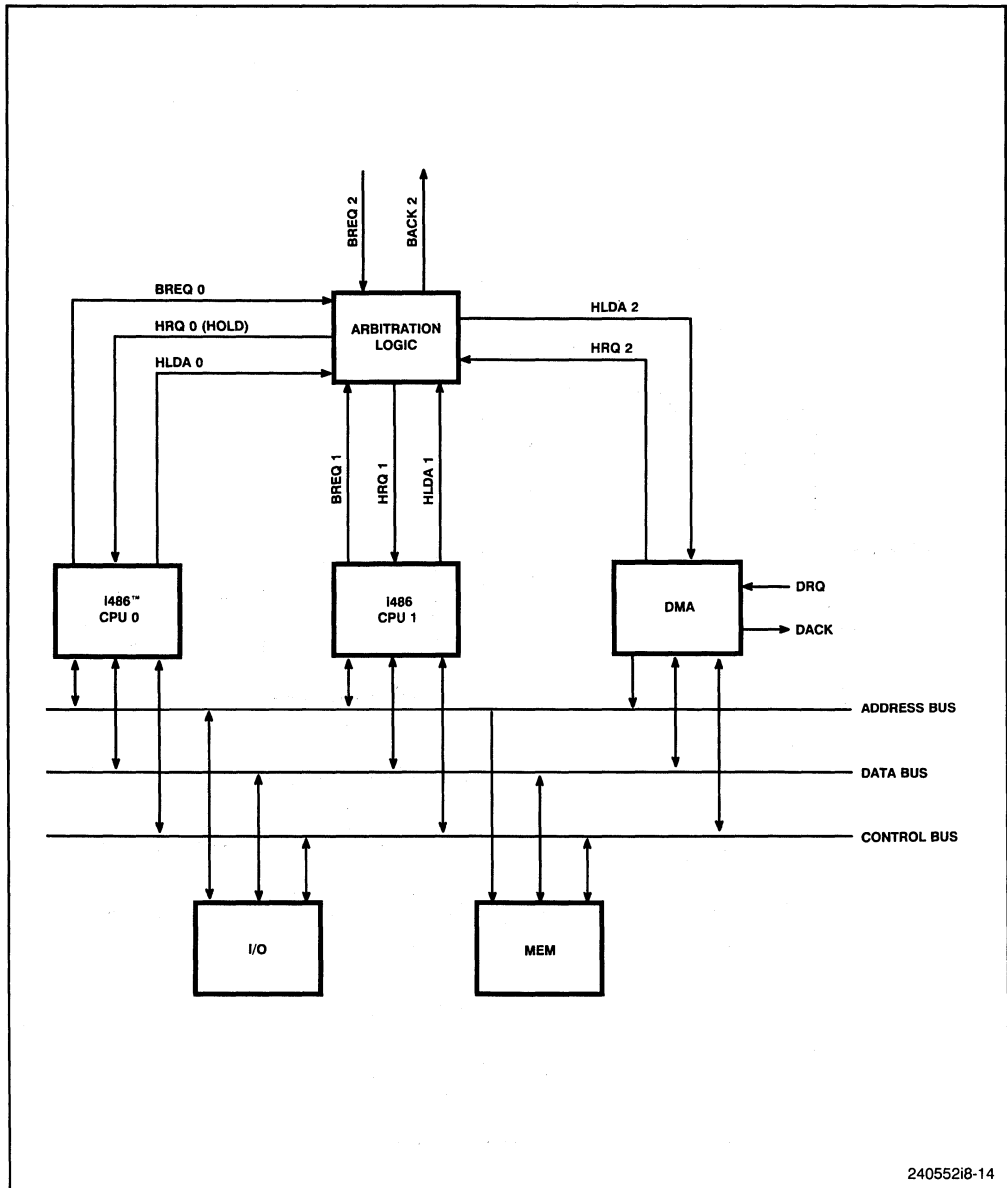 BREQ 2
BACK 2
BREQ 0
HRQ 0 (HOLD)
HLDA 0
ARBITRATION
LOGIC
HLDA 2
HRQ 2
BREQ 1
HRQ 1
HLDA 1
i486™
CPU 0
i486
CPU 1
DMA
DRQ
DACK
ADDRESS BUS
DATA BUS
CONTROL BUS
I/O
MEM
240552i8-14